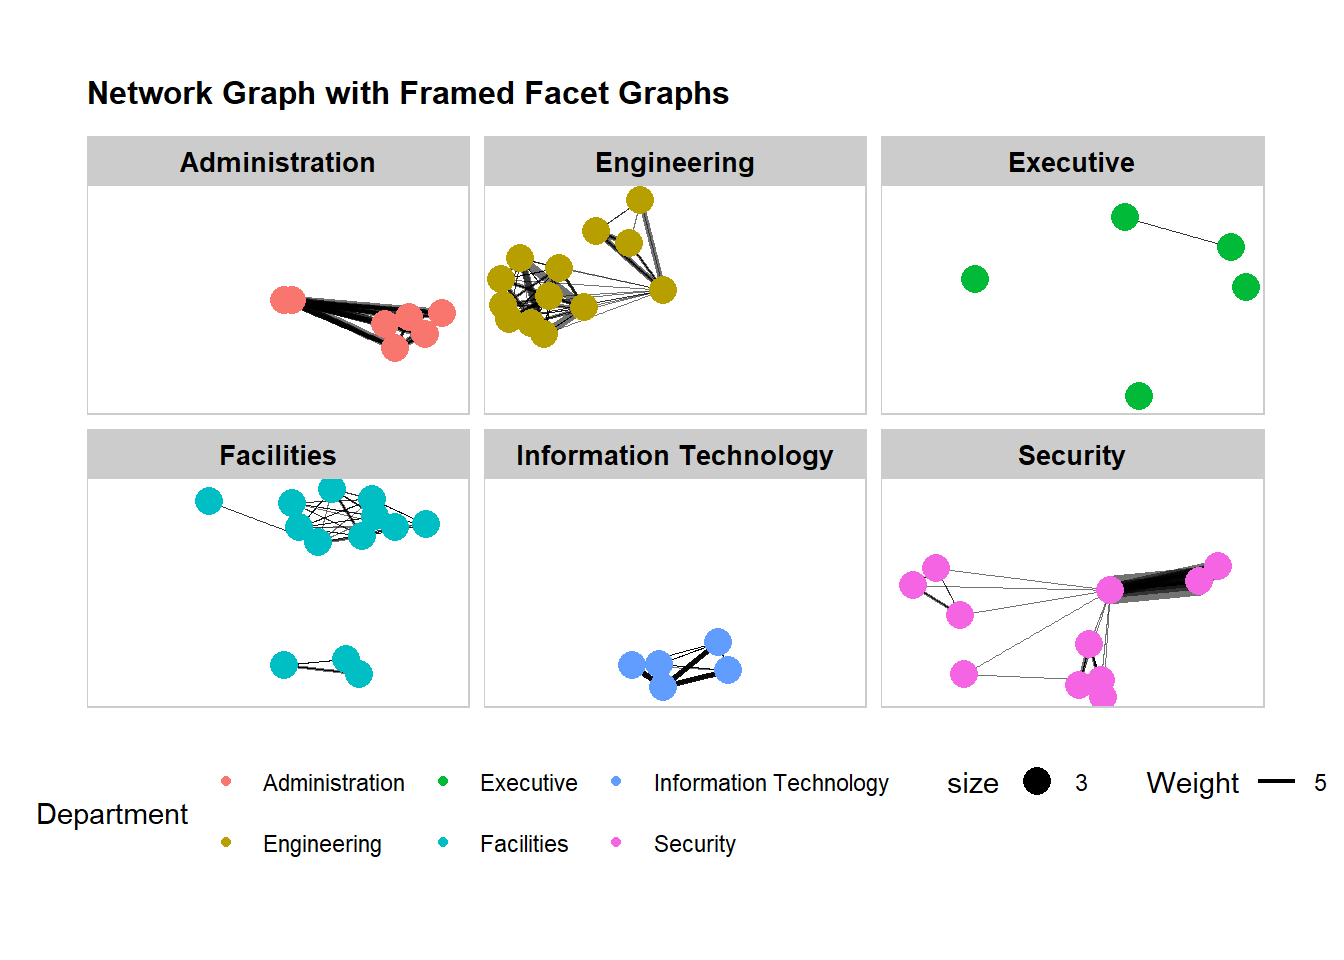 Network Graph with Framed Facet Graphs
Administration
Engineering
Executive
Facilities
Information Technology
Security
Department
Administration
Executive
Information Technology
Engineering
Facilities
Security
size
3
Weight
5